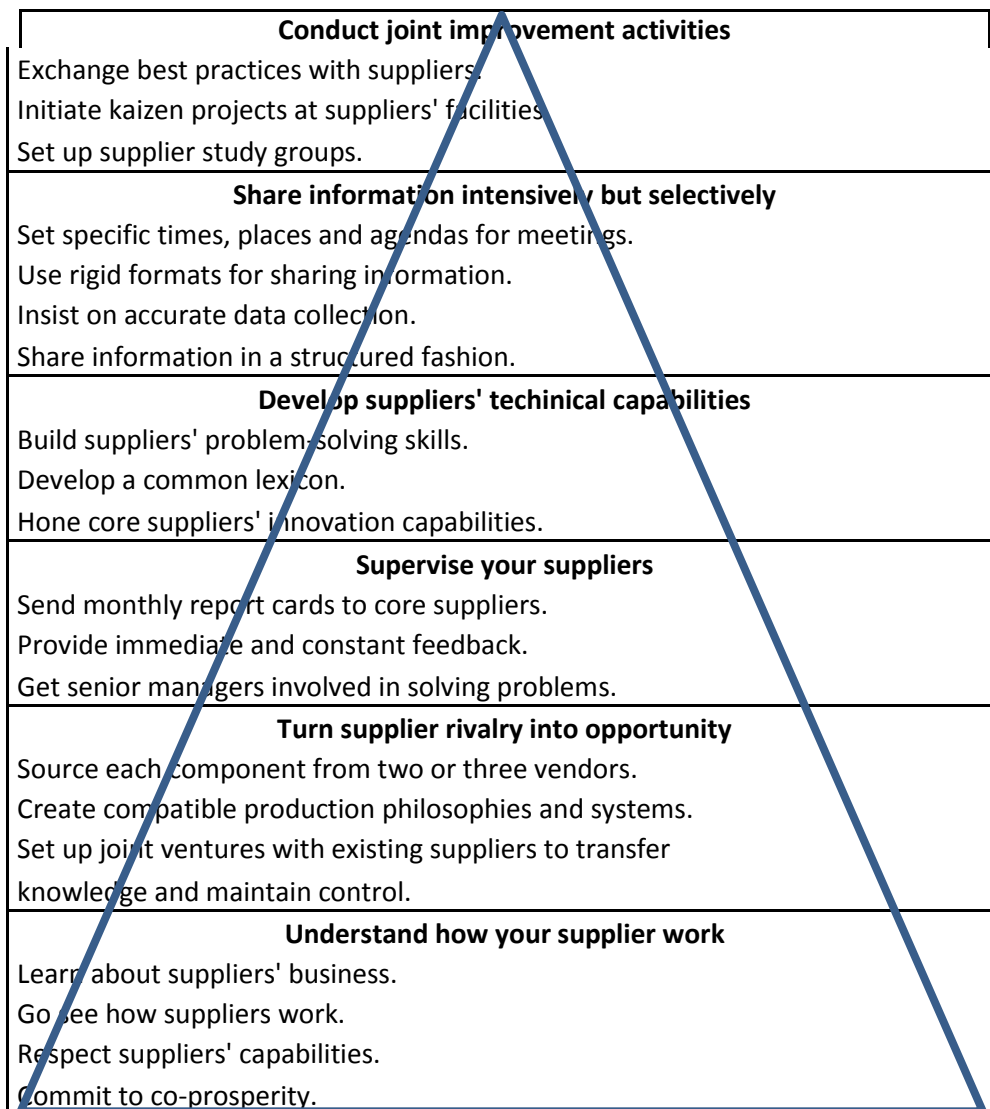 Conduct joint improvement activities
Exchange best practices with suppliers.
Initiate kaizen projects at suppliers' facilities
Set up supplier study groups.
Share information intensively but selectively
Set specific times, places and agendas for meetings.
Use rigid formats for sharing information.
Insist on accurate data collection.
Share information in a structured fashion.
Develop suppliers' techinical capabilities
Build suppliers' problem-solving skills.
Develop a common lexicon.
Hone core suppliers' innovation capabilities.
Supervise your suppliers
Send monthly report cards to core suppliers.
Provide immediate and constant feedback.
Get senior managers involved in solving problems.
Turn supplier rivalry into opportunity
Source each component from two or three vendors.
Create compatible production philosophies and systems.
Set up joint ventures with existing suppliers to transfer
knowledge and maintain control.
Understand how your supplier work
Learn about suppliers' business.
Go see how suppliers work.
Respect suppliers' capabilities.
Commit to co-prosperity.